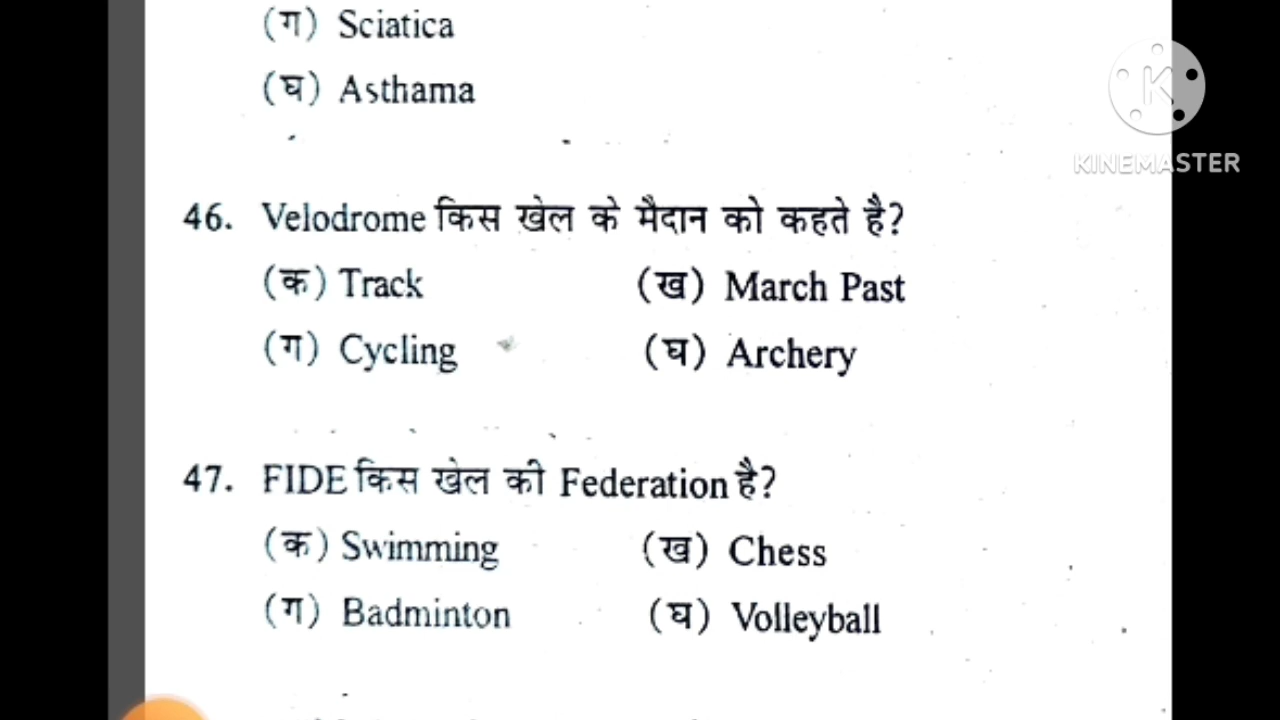 (ग) Sciatica
(घ) Asthama
KINEMASTER
46. Velodrome किस खेल के मैदान को कहते है?
(क) Track (ख) March Past
(ग) Cycling (घ) Archery
47. FIDE किस खेल की Federation है?
(क) Swimming (ख) Chess
(ग) Badminton (घ) Volleyball